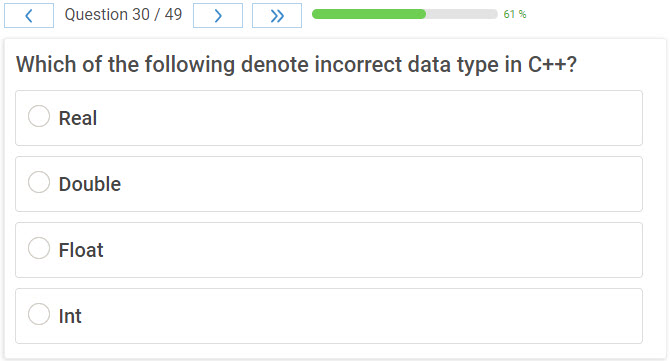 Question 30 / 49
61 %
Which of the following denote incorrect data type in C++?
Real
Double
Float
Int